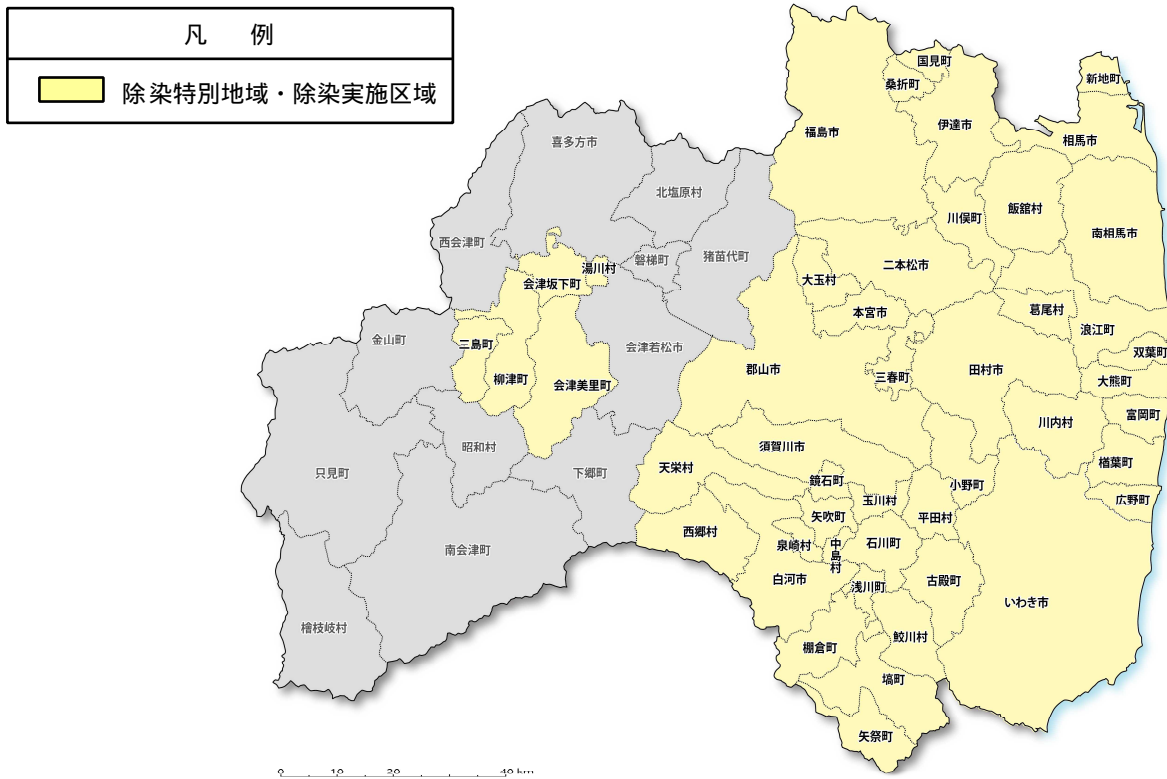 凡 例
除染特別地域・除染実施区域
国見町
桑折町
新地町
伊達市
福島市
相馬市
喜多方市
北塩原村
飯舘村
川俣町
南相馬市
西会津町
猪苗代町
磐梯町
湯川村
二本松市
会津坂下町
大玉村
葛尾村
本宮市
浪江町
金山町
三島町
会津若松市
双葉町
柳津町
会津美里町
郡山市
三春町
田村市
大熊町
富岡町
川内村
昭和村
須賀川市
只見町
下郷町
天栄村
楢葉町
鏡石町
小野町
玉川村
広野町
矢吹町
平田村
西郷村
泉崎村
中島村
石川町
南会津町
白河市
浅川町
古殿町
いわき市
檜枝岐村
鮫川村
棚倉町
塙町
矢祭町
0 10 20 40 km